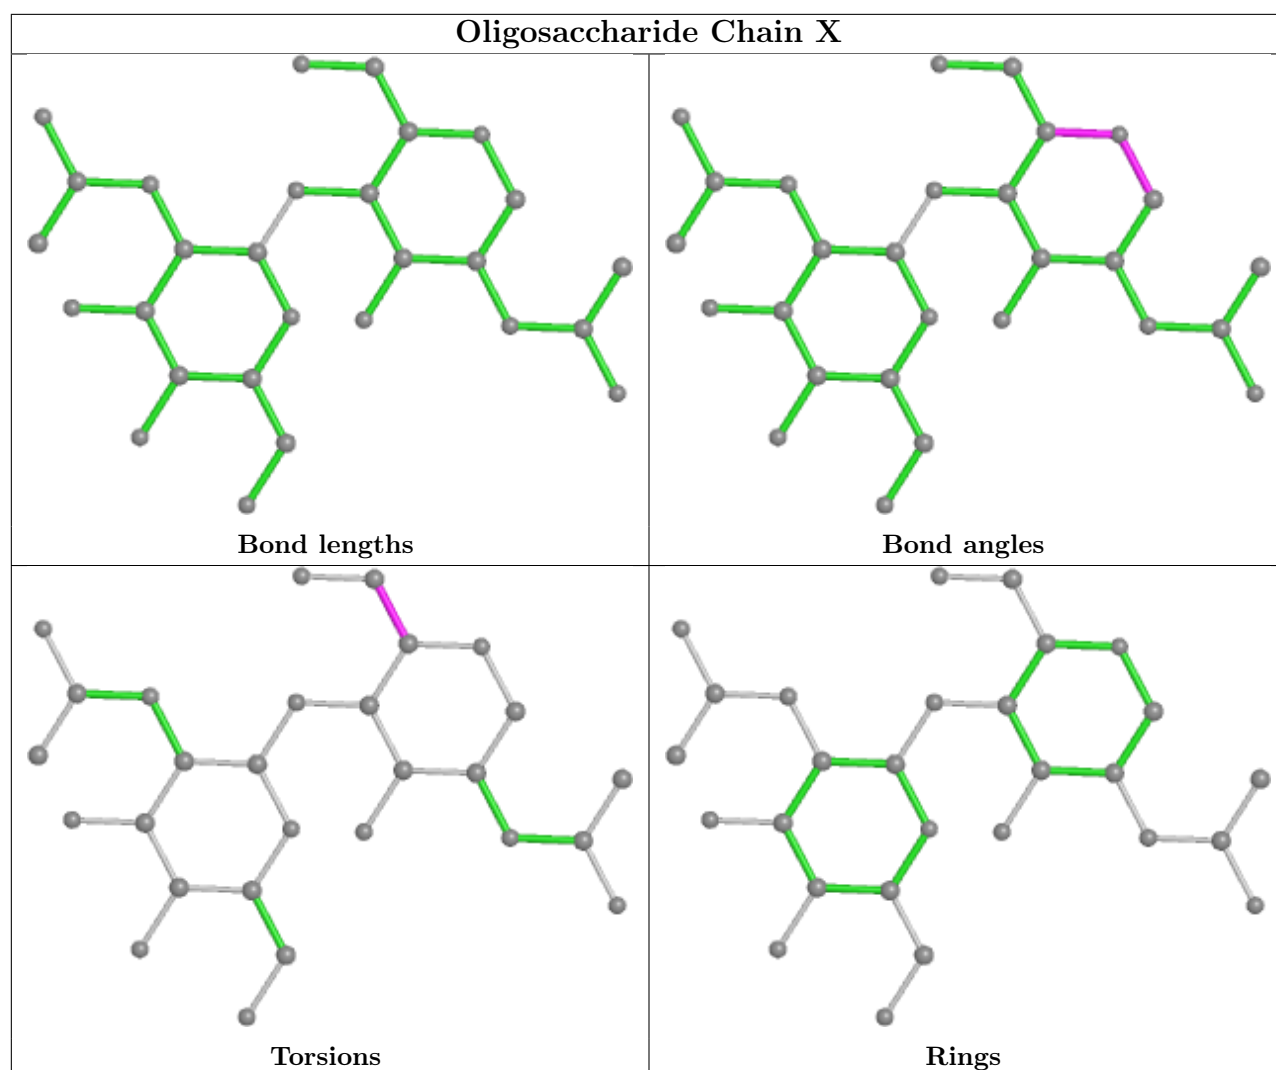 Oligosaccharide Chain X
Bond lengths
Bond angles
Torsions
Rings